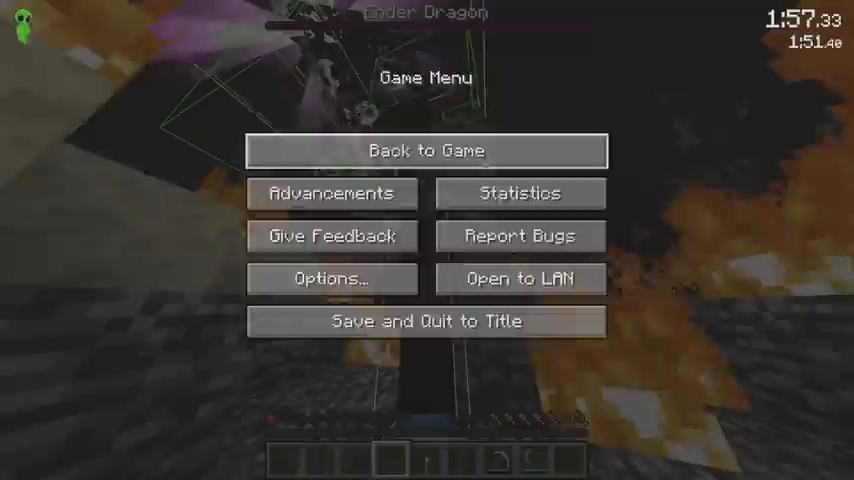 Ender Dragon
1:57.33
1:51.40
Game Menu
Back to Game
Advancements
Statistics
Give Feedback
Report Bugs
Options...
Open to LAN
Save and Quit to Title